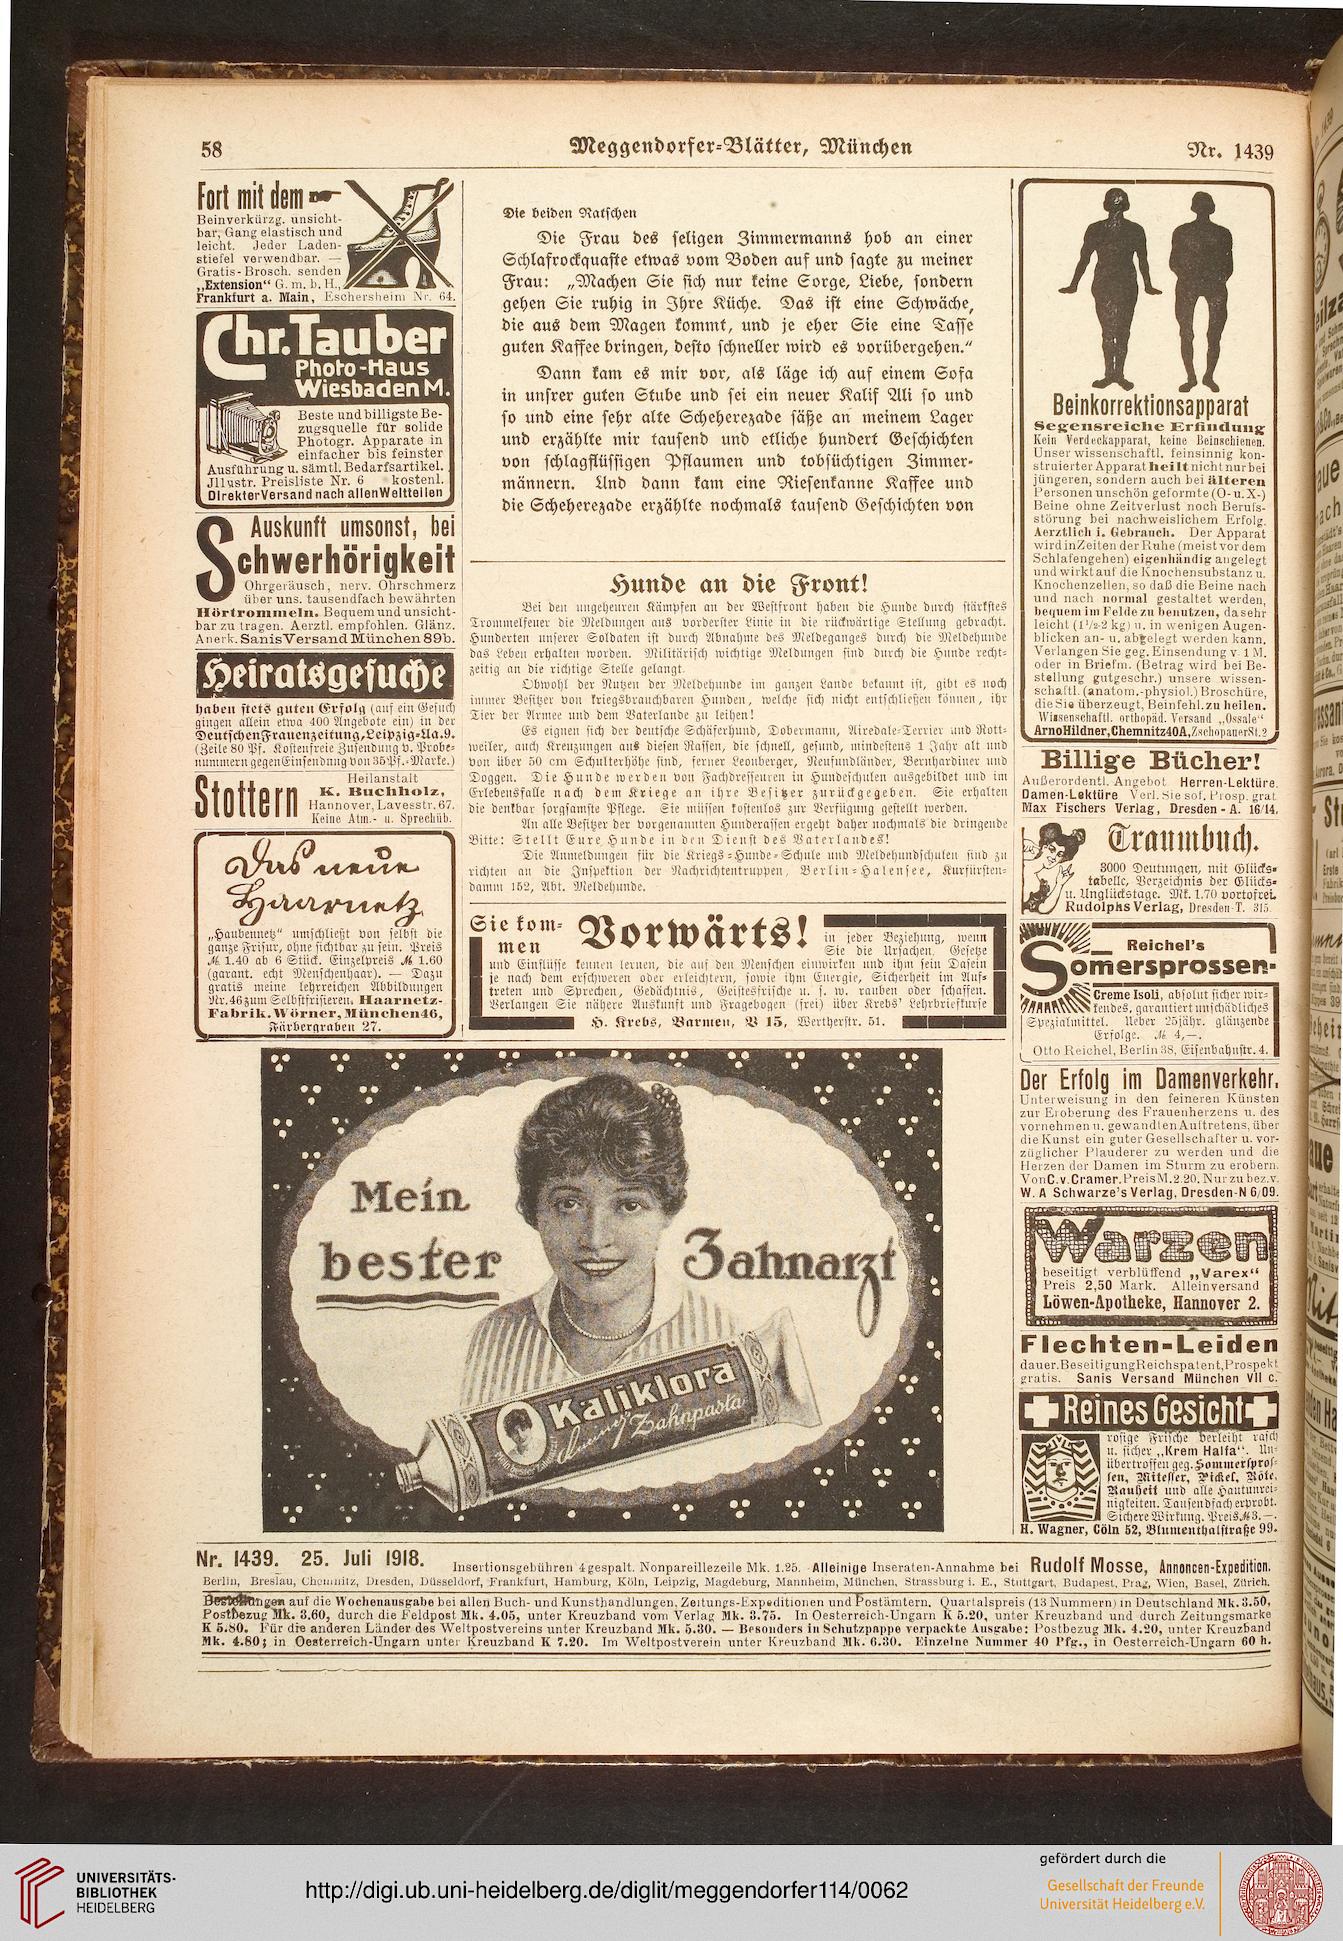 58
Meggendorfer-Blätter, München
Nr. 1439
Fort mit dem
Beinverkürzg. unsicht-
bar, Gang elastisch und
leicht. Jeder Laden-
stiefel verwendbar. —
Gratis-Brosch. senden
„Extension“ G. m. b. H.,
Frankfurt a. Main, Eschersheim Nr. 64.
Chr. Tauber
Photo-Haus
Wiesbaden M.
Beste und billigste Be-
zugsquelle für solide
Photogr. Apparate in
einfacher bis feinster
Ausführung u. sämtl. Bedarfsartikel.
Jllustr. Preisliste Nr. 6 kostenl.
Direkter Versand nach allen Weltteilen
Auskunft umsonst, bei
Schwerhörigkeit
Ohrgeräusch, nerv. Ohrschmerz
über uns. tausendfach bewährten
Hörtrommeln. Bequem und unsicht-
bar zu tragen. Aerztl. empfohlen. Glänz.
Anerk. Sanis Versand München 89b.
Heiratsgesuche
haben stets guten Erfolg (auf ein Gesuch
gingen allein etwa 400 Angebote ein) in der
Deutschen Frauenzeitung, Leipzig-Ua.9.
(Zeile 80 Pf. Kostenfreie Zusendung v. Probe-
nummern gegen Einsendung von 35 Pf.-Marke.)
Stottern
Heilanstalt
K. Buchholz,
Hannover, Lavesstr. 67.
Keine Atm.- u. Sprechüb.
Das neue
Haarnetz
„Haubennetz“ umschließt von selbst die
ganze Frisur, ohne sichtbar zu sein. Preis
M 1.40 ab 6 Stück. Einzelpreis M 1.60
(garant. echt Menschenhaar). — Dazu
gratis meine lehrreichen Abbildungen
Nr. 46 zum Selbstfrisieren. Haarnetz-
Fabrik. Wörner, München 46,
Färbergraben 27.
Die beiden Ratschen
Die Frau des seligen Zimmermanns hob an einer
Schlafrockquaste etwas vom Boden auf und sagte zu meiner
Frau: „Machen Sie sich nur keine Sorge, Liebe, sondern
gehen Sie ruhig in Ihre Küche. Das ist eine Schwäche,
die aus dem Magen kommt, und je eher Sie eine Tasse
guten Kaffee bringen, desto schneller wird es vorübergehen.“
Dann kam es mir vor, als läge ich auf einem Sofa
in unsrer guten Stube und sei ein neuer Kalif Ali so und
so und eine sehr alte Scheherezade säße an meinem Lager
und erzählte mir tausend und etliche hundert Geschichten
von schlagflüssigen Pflaumen und tobsüchtigen Zimmer-
männern. Und dann kam eine Riesenkanne Kaffee und
die Scheherezade erzählte nochmals tausend Geschichten von
Hunde an die Front!
Bei den ungeheuren Kämpfen an der Westfront haben die Hunde durch stärkstes
Trommelfeuer die Meldungen aus vorderster Linie in die rückwärtige Stellung gebracht.
Hunderten unserer Soldaten ist durch Abnahme des Meldeganges durch die Meldehunde
das Leben erhalten worden. Militärisch wichtige Meldungen sind durch die Hunde recht-
zeitig an die richtige Stelle gelangt.
Obwohl der Nutzen der Meldehunde im ganzen Lande bekannt ist, gibt es noch
immer Besitzer von kriegsbrauchbaren Hunden, welche sich nicht entschließen können, ihr
Tier der Armee und dem Vaterlande zu leihen!
Es eignen sich der deutsche Schäferhund, Dobermann, Airedale-Terrier und Rott-
weiler, auch Kreuzungen aus diesen Rassen, die schnell, gesund, mindestens 1 Jahr alt und
von über 50 cm Schulterhöhe sind, ferner Leonberger, Neufundländer, Bernhardiner und
Doggen. Die Hunde werden von Fachdresseuren in Hundeschulen ausgebildet und im
Erlebensfalle nach dem Kriege an ihre Besitzer zurückgegeben. Sie erhalten
die denkbar sorgsamste Pflege. Sie müssen kostenlos zur Verfügung gestellt werden.
An alle Besitzer der vorgenannten Hunderassen ergeht daher nochmals die dringende
Bitte: Stellt Eure Hunde in den Dienst des Vaterlandes!
Die Anmeldungen für die Kriegs-Hunde-Schule und Meldehundschulen sind zu
richten an die Inspektion der Nachrichtentruppen, Berlin-Halensee, Kurfürsten-
damm 152, Abt. Meldehunde.
Sie kom-
men
Vorwärts!
in jeder Beziehung, wenn
Sie die Ursachen, Gesetze
und Einflüsse kennen lernen, die auf den Menschen einwirken und ihm sein Dasein
je nach dem erschweren oder erleichtern, sowie ihm Energie, Sicherheit im Auf-
treten und Sprechen, Gedächtnis, Geistesfrische u. s. w. rauben oder schaffen.
Verlangen Sie nähere Auskunft und Fragebogen (frei) über Krebs' Lehrbriefkurse
H. Krebs, Barmen, B 15, Wertherstr. 51.
Mein
bester
Zahnarzt
Kaliklora
Zahnpasta
Beinkorrektionsapparat
Segensreiche Erfindung
Kein Verdeckapparat, keine Beinschienen.
Unser wissenschaftl. feinsinnig kon-
struierter Apparat heilt nicht nur bei
jüngeren, sondern auch bei älteren
Personen unschön geformte (O- u. X-)
Beine ohne Zeitverlust noch Berufs-
störung bei nachweislichem Erfolg.
Aerztlich i. Gebrauch. Der Apparat
wird in Zeiten der Ruhe (meist vor dem
Schlafengehen) eigenhändig angelegt
und wirkt auf die Knochensubstanz u.
Knochenzellen, so daß die Beine nach
und nach normal gestaltet werden,
bequem im Felde zu benutzen, da sehr
leicht (1½-2 kg) u. in wenigen Augen-
blicken an- u. abgelegt werden kann.
Verlangen Sie geg. Einsendung v. 1 M.
oder in Briefm. (Betrag wird bei Be-
stellung gutgeschr.) unsere wissen-
schaftl. (anatom.-physiol.) Broschüre,
die Sie überzeugt, Beinfehl. zu heilen.
Wissenschaftl. orthopäd. Versand „Ossale“
Arno Hildner, Chemnitz 40A, Zschopauer St. 2
Billige Bücher!
Außerordentl. Angebot Herren-Lektüre.
Damen-Lektüre Verl. Sie sof. Prosp. grat.
Max Fischers Verlag, Dresden - A. 16/14.
Traumbuch.
3000 Deutungen, mit Glücks-
tabelle, Verzeichnis der Glücks-
u. Unglückstage. Mk. 1.70 portofrei.
Rudolphs Verlag, Dresden-T. 315.
Reichel's
Somersprossen-
Creme Isoli, absolut sicher wir-
kendes, garantiert unschädliches
Spezialmittel. Ueber 25jähr. glänzende
Erfolge. M 4,—.
Otto Reichel, Berlin 38, Eisenbahnstr. 4.
Der Erfolg im Damenverkehr.
Unterweisung in den feineren Künsten
zur Eroberung des Frauenherzens u. des
vornehmen u. gewandten Auftretens, über
die Kunst ein guter Gesellschafter u. vor-
züglicher Plauderer zu werden und die
Herzen der Damen im Sturm zu erobern.
Von C. v. Cramer. Preis M. 2.20. Nur zu bez. v.
W. A Schwarze's Verlag, Dresden-N 6/09.
Warzen
beseitigt verblüffend „Varex“
Preis 2,50 Mark. Alleinversand
Löwen-Apotheke, Hannover 2.
Flechten-Leiden
dauer. Beseitigung Reichspatent, Prospekt
gratis. Sanis Versand München VII c.
Reines Gesicht
rosige Frische verleiht rasch
u. sicher „Krem Halfa“. Un-
übertroffen geg. Sommerspros-
sen, Mitesser, Pickel, Röte,
Rauheit und alle Hautunrei-
nigkeiten. Tausendfach erprobt.
Sichere Wirkung. Preis M 3.—.
H. Wagner, Cöln 52, Blumenthalstraße 99.
Nr. 1439. 25. Juli 1918.
Insertionsgebühren 4gespalt. Nonpareillezeile Mk. 1.25. Alleinige Inseraten-Annahme bei Rudolf Mosse, Annoncen-Expedition.
Berlin, Breslau, Chemnitz, Dresden, Düsseldorf, Frankfurt, Hamburg, Köln, Leipzig, Magdeburg, Mannheim, München, Strassburg i. E., Stuttgart, Budapest, Prag, Wien, Basel, Zürich.
Bestellungen auf die Wochenausgabe bei allen Buch- und Kunsthandlungen, Zeitungs-Expeditionen und Postämtern. Quartalspreis (13 Nummern) in Deutschland Mk. 3.50,
Postbezug Mk. 3.60, durch die Feldpost Mk. 4.05, unter Kreuzband vom Verlag Mk. 3.75. In Oesterreich-Ungarn K 5.20, unter Kreuzband und durch Zeitungsmarke
K 5.80. Für die anderen Länder des Weltpostvereins unter Kreuzband Mk. 5.30. — Besonders in Schutzpappe verpackte Ausgabe: Postbezug Mk. 4.20, unter Kreuzband
Mk. 4.80; in Oesterreich-Ungarn unter Kreuzband K 7.20. Im Weltpostverein unter Kreuzband Mk. 6.30. Einzelne Nummer 40 Pfg., in Oesterreich-Ungarn 60 h.
UNIVERSITÄTS-
BIBLIOTHEK
HEIDELBERG
http://digi.ub.uni-heidelberg.de/diglit/meggendorfer114/0062
gefördert durch die
Gesellschaft der Freunde
Universität Heidelberg e.V.